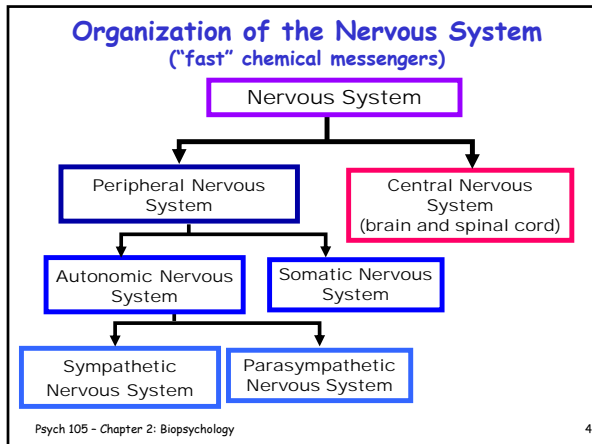 Organization of the Nervous System
(“fast” chemical messengers)
Nervous System
Peripheral Nervous
System
Central Nervous
System
(brain and spinal cord)
Autonomic Nervous
System
Somatic Nervous
System
Sympathetic
Nervous System
Parasympathetic
Nervous System
Psych 105 – Chapter 2: Biopsychology
4